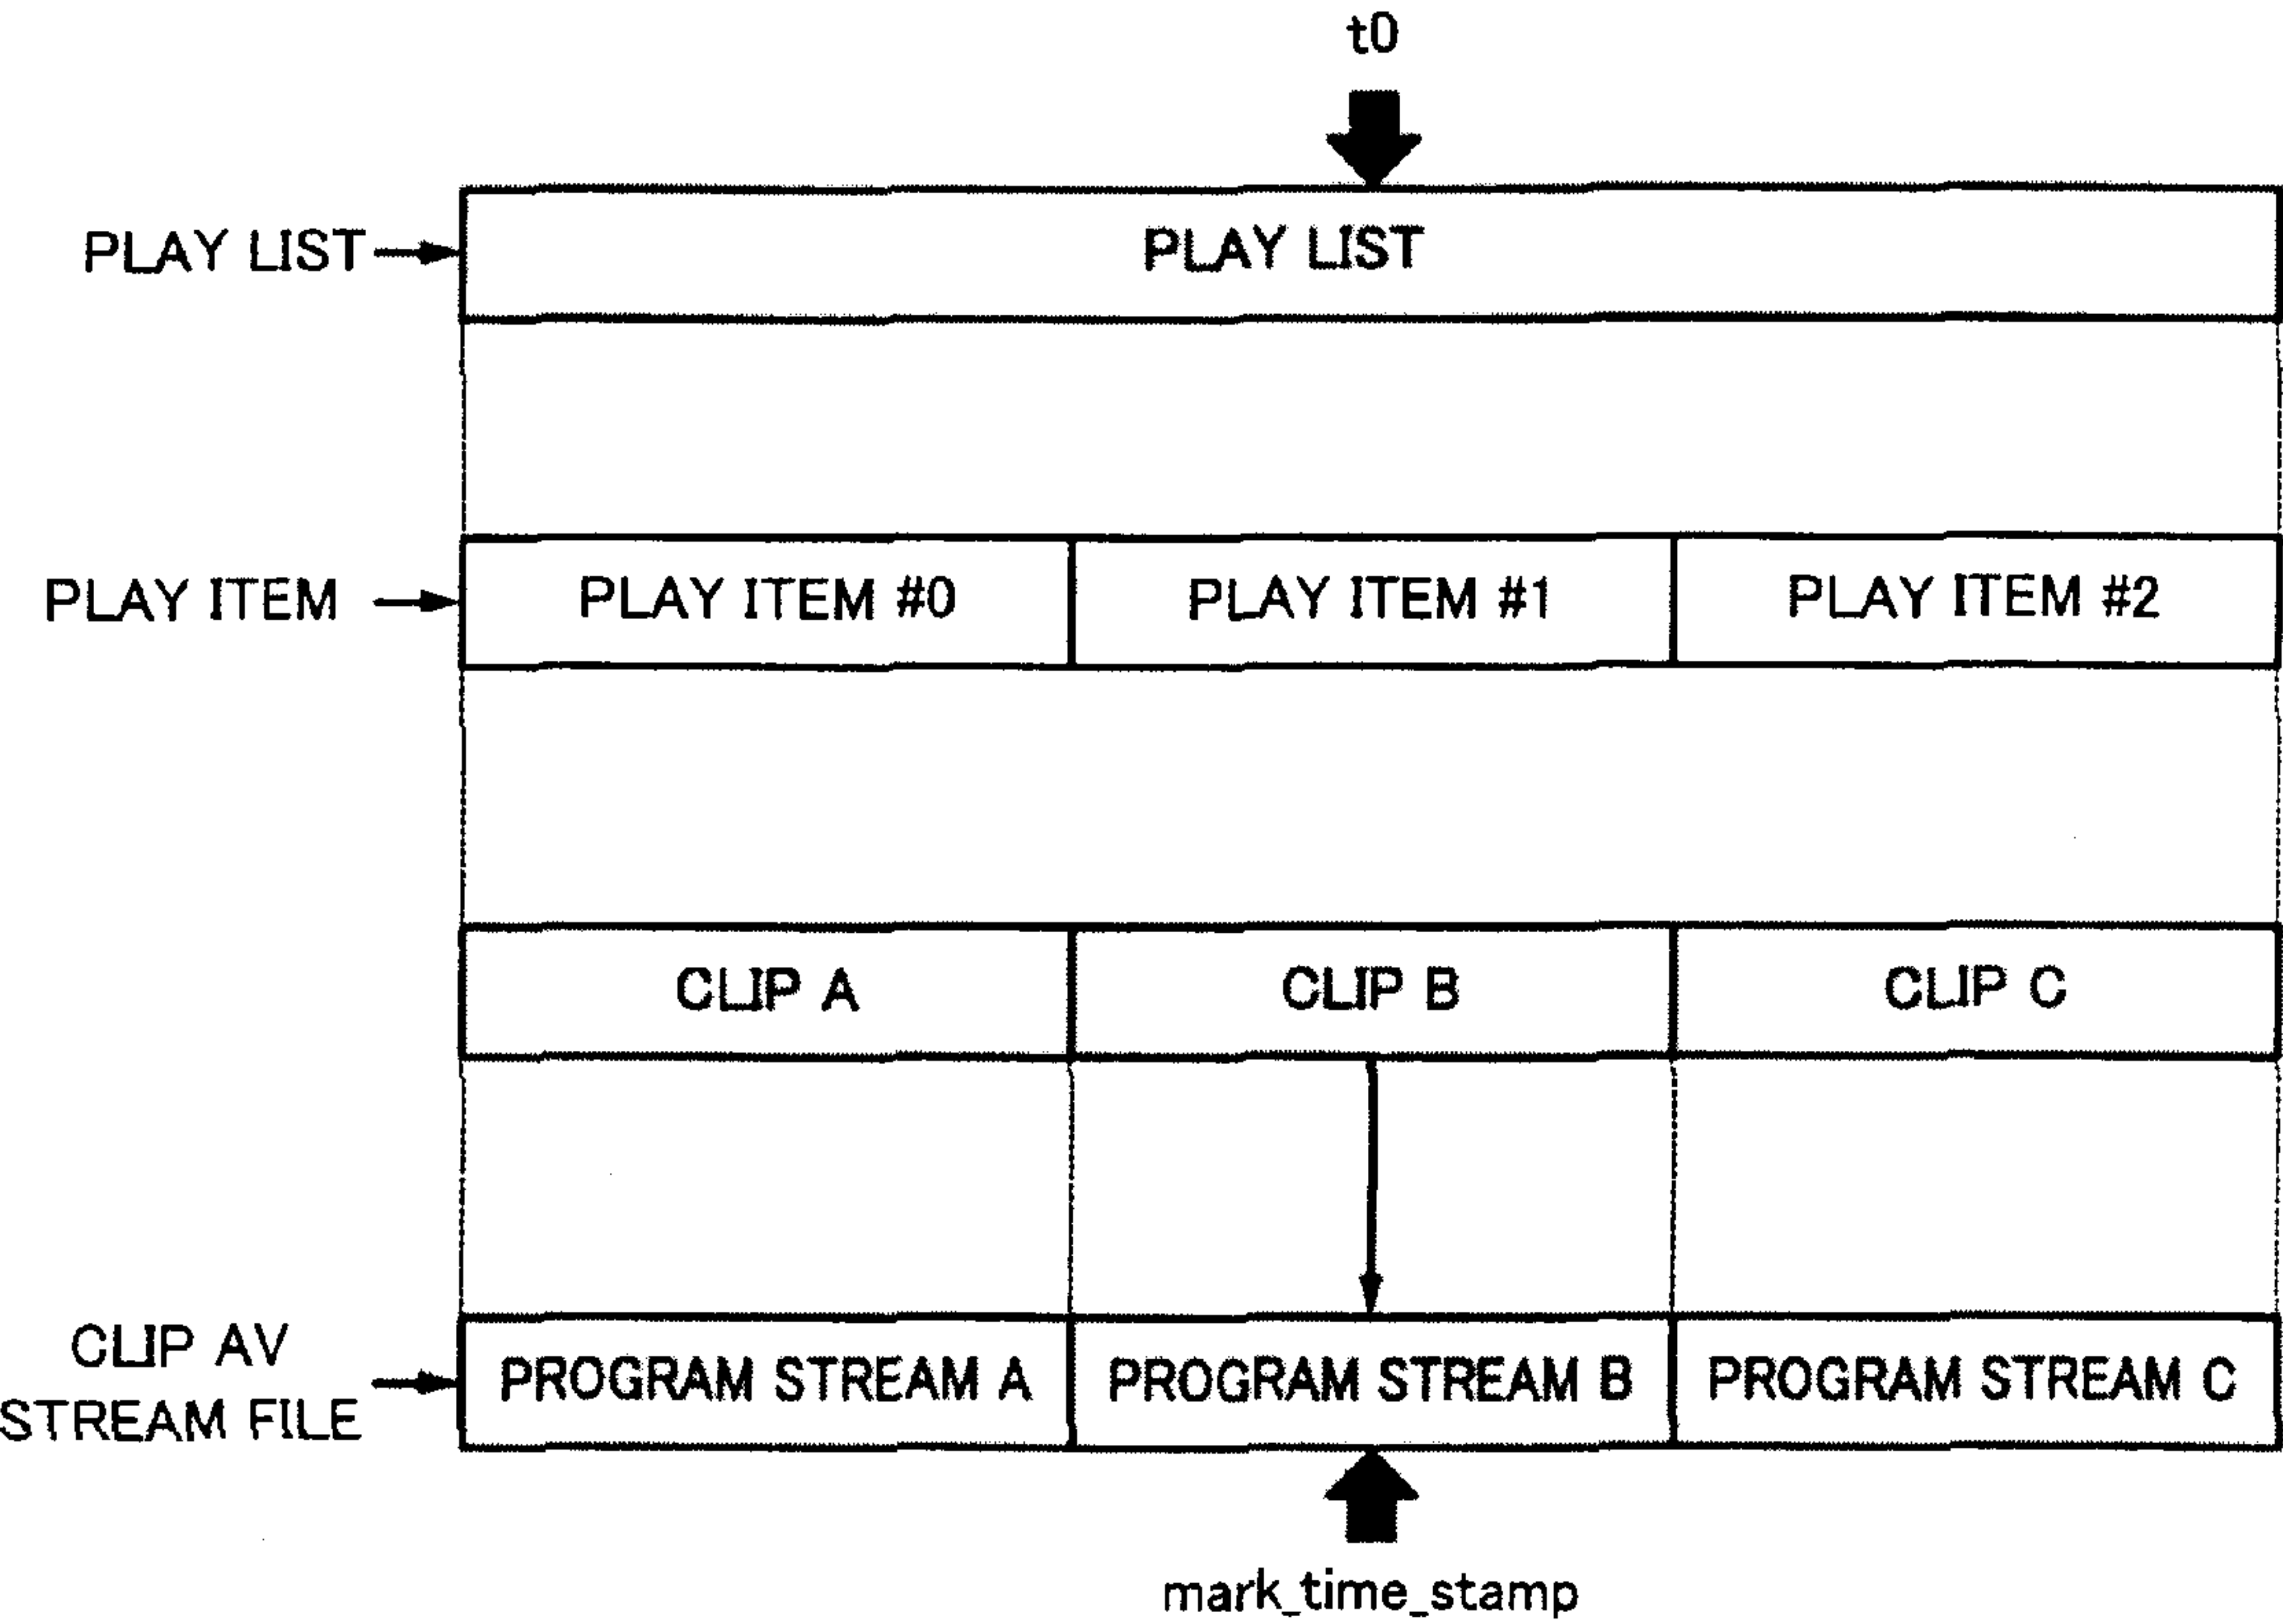 t0
PLAY LIST
PLAY LIST
PLAY ITEM
PLAY ITEM #0
PLAY ITEM #1
PLAY ITEM #2
CLIP A
CLIP B
CLIP C
CLIP AV
STREAM FILE
PROGRAM STREAM A
PROGRAM STREAM B
PROGRAM STREAM C
mark_time_stamp